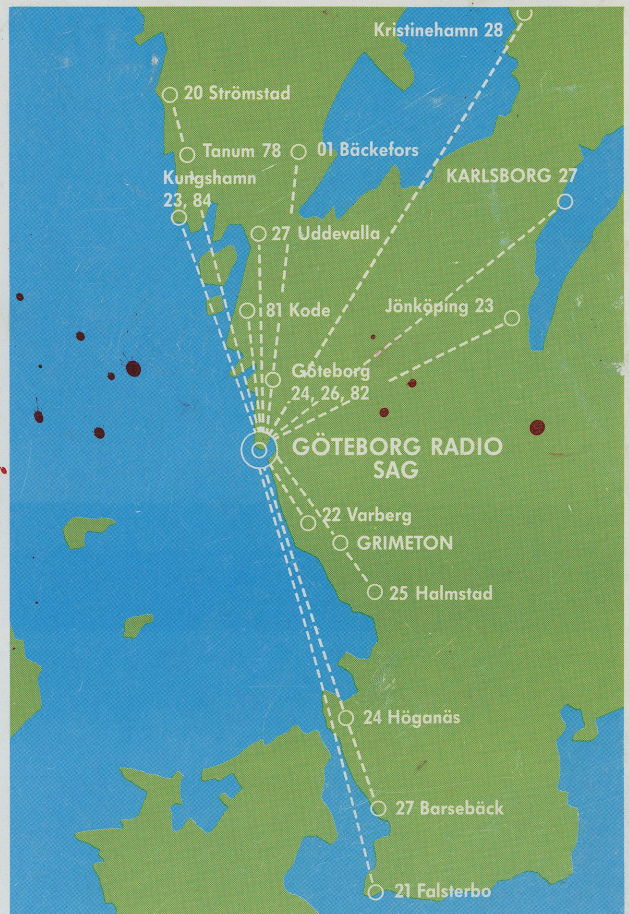 Kristinehamn 28
20 Strömstad
Tanum 78
01 Bäckefors
Kungshamn
23, 84
KARLSBORG 27
27 Uddevalla
81 Kode
Jönköping 23
Göteborg
24, 26, 82
GÖTEBORG RADIO
SAG
22 Varberg
GRIMETON
25 Halmstad
24 Höganäs
27 Barsebäck
21 Falsterbo